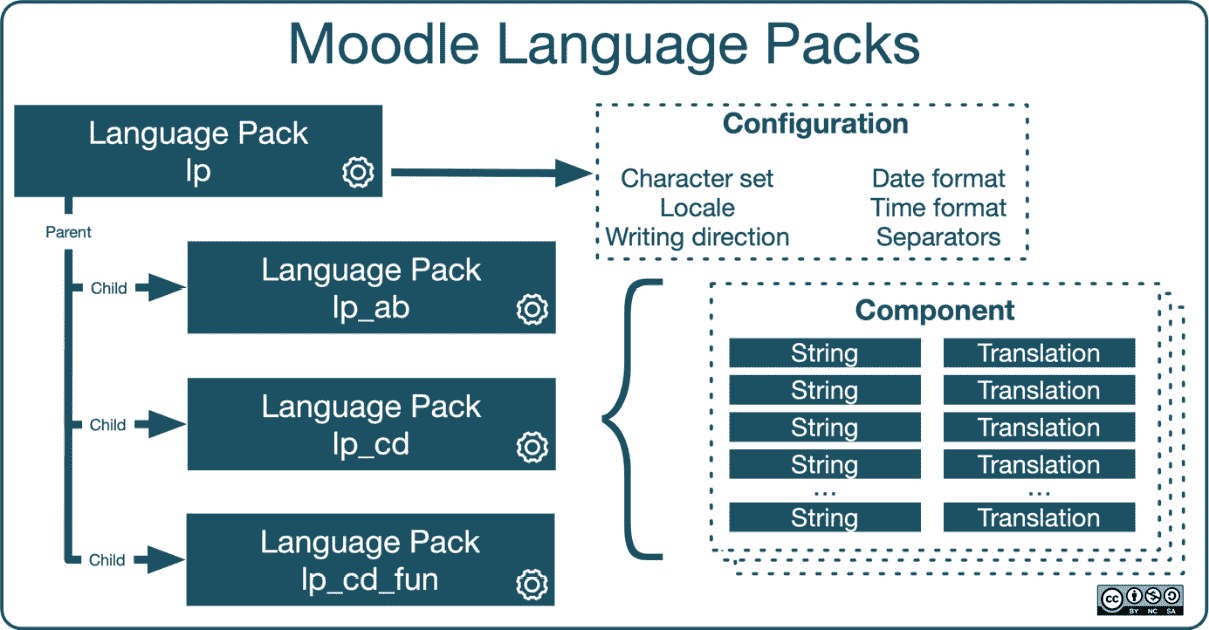 Moodle Language Packs
Language Pack
lp
Parent
Child
Language Pack
lp_ab
Child
Language Pack
lp_cd
Child
Language Pack
lp_cd_fun
Configuration
Character set
Locale
Writing direction
Date format
Time format
Separators
Component
String Translation
String Translation
String Translation
String Translation
... ...
String Translation
cc
BY NC SA